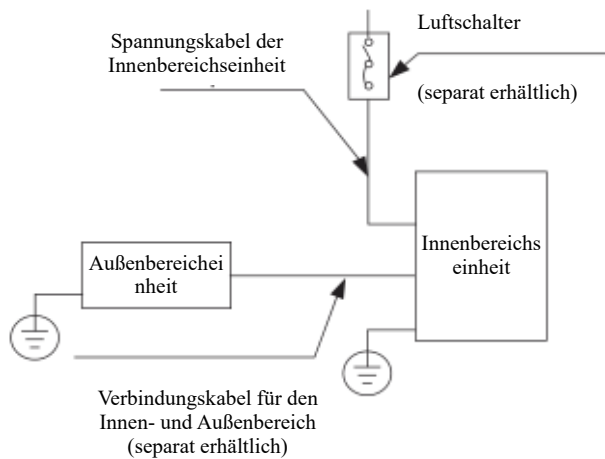 Luftschalter
Spannungskabel der
Innenbereichseinheit
(separat erhältlich)
Innenbereichs
einheit
Außenbereichei
nheit
Verbindungskabel für den
Innen- und Außenbereich
(separat erhältlich)